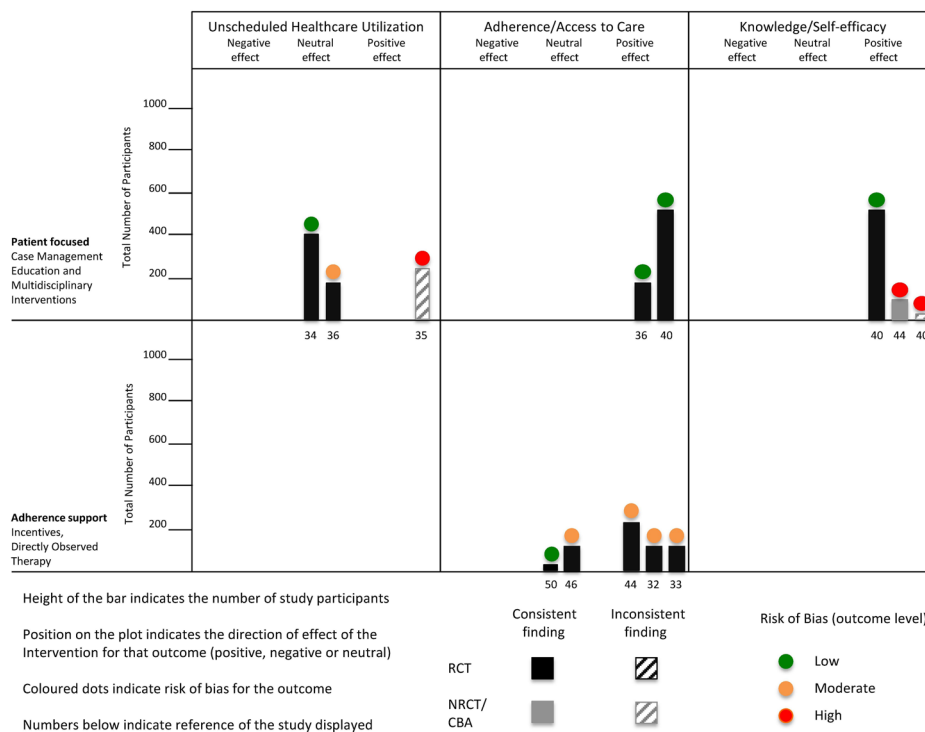 Unscheduled Healthcare Utilization
Adherence/Access to Care
Knowledge/Self-efficacy
Negative effect
Neutral effect
Positive effect
Negative effect
Neutral effect
Positive effect
Negative effect
Neutral effect
Positive effect
Total Number of Participants
1000
800
600
400
200
Patient focused
Case Management
Education and
Multidisciplinary
Interventions
34
36
35
36
40
40
44
40
Total Number of Participants
1000
800
600
400
200
Adherence support
Incentives,
Directly Observed
Therapy
50
46
44
32
33
Height of the bar indicates the number of study participants
Position on the plot indicates the direction of effect of the
Intervention for that outcome (positive, negative or neutral)
Coloured dots indicate risk of bias for the outcome
Numbers below indicate reference of the study displayed
Consistent
finding
Inconsistent
finding
RCT
NRCT/
CBA
Risk of Bias (outcome level)
Low
Moderate
High